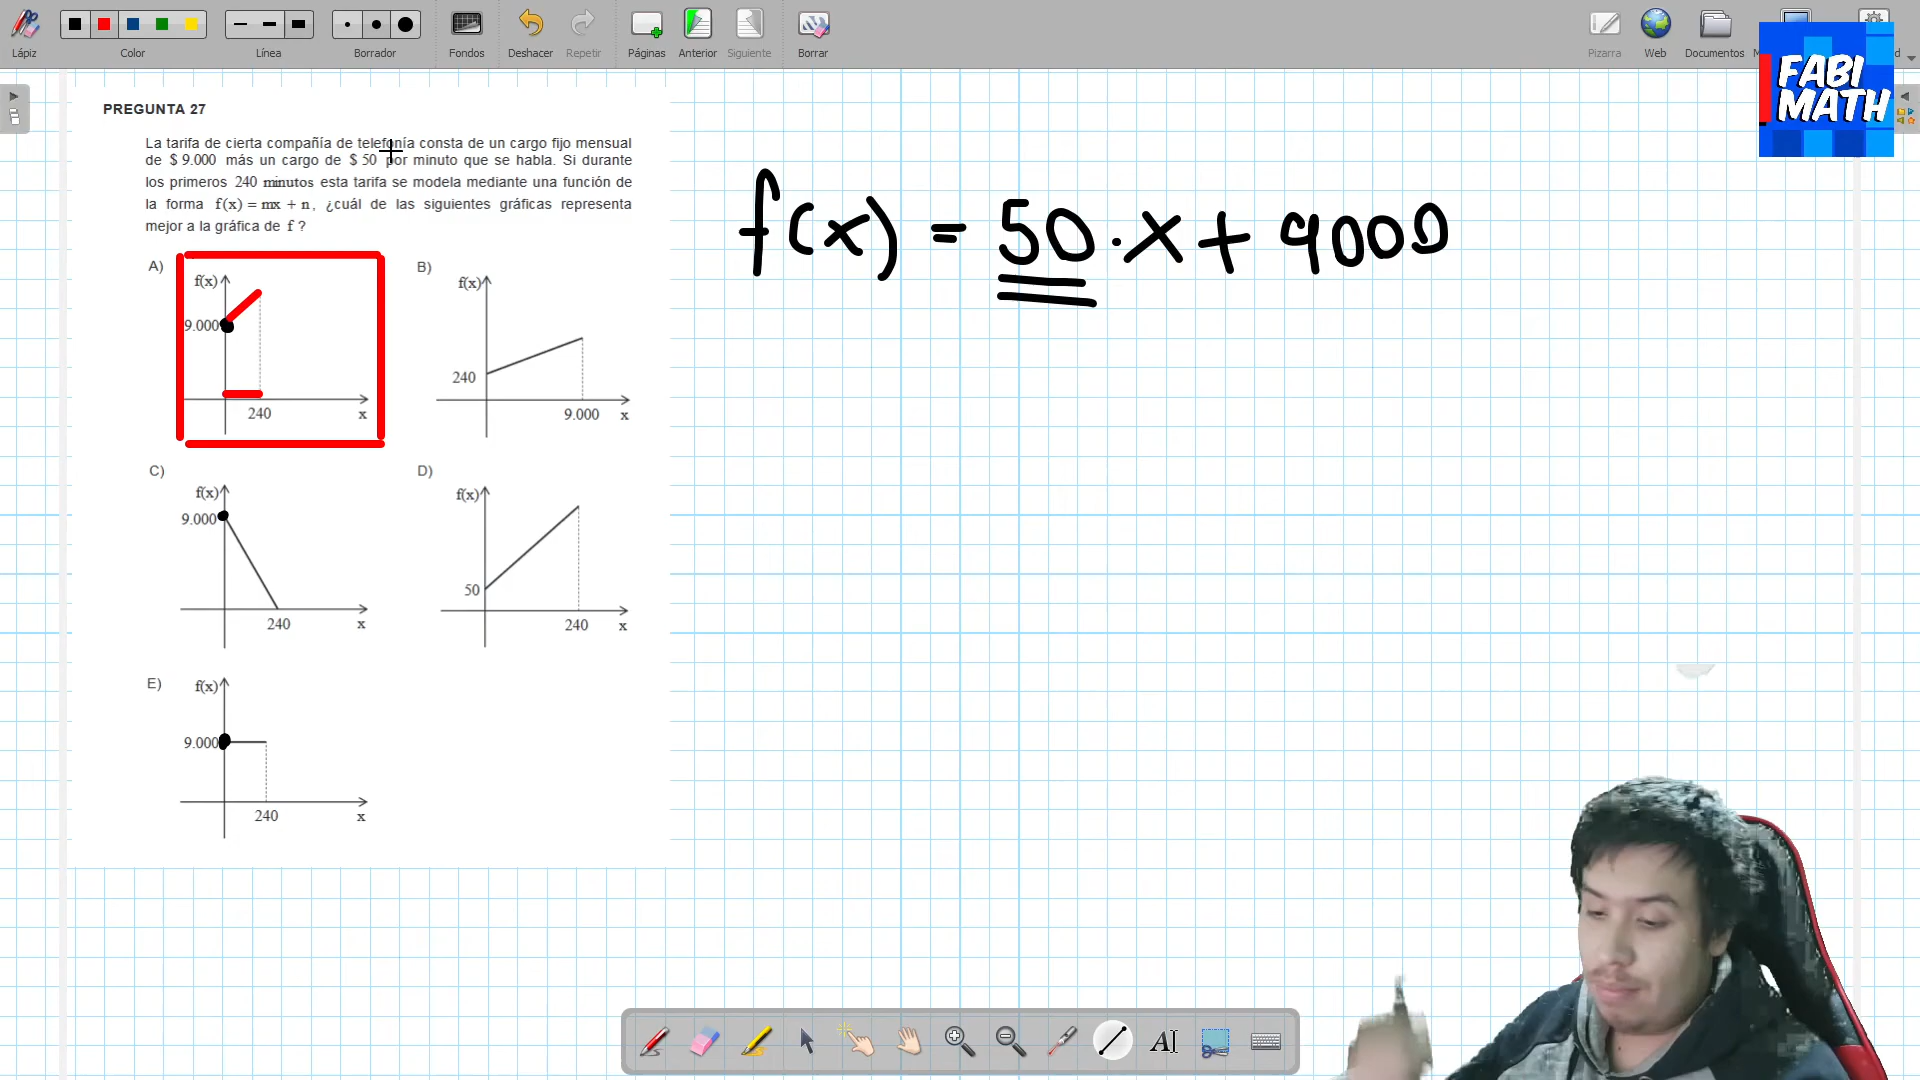 Lápiz
Color
Línea
Borrador
Fondos
Deshacer
Repetir
Páginas
Anterior
Siguiente
Borrar
Pizarra
Web
Documentos
FABI
MATH
PREGUNTA 27
La tarifa de cierta compañía de telefonía consta de un cargo fijo mensual
de $ 9.000 más un cargo de $ 50 por minuto que se habla. Si durante
los primeros 240 minutos esta tarifa se modela mediante una función de
la forma f(x) = mx + n, ¿cuál de las siguientes gráficas representa
mejor a la gráfica de f ?
f(x) = 50 · x + 9000
A)
f(x)
9.000
240
x
B)
f(x)
240
9.000
x
C)
f(x)
9.000
240
x
D)
f(x)
50
240
x
E)
f(x)
9.000
240
x